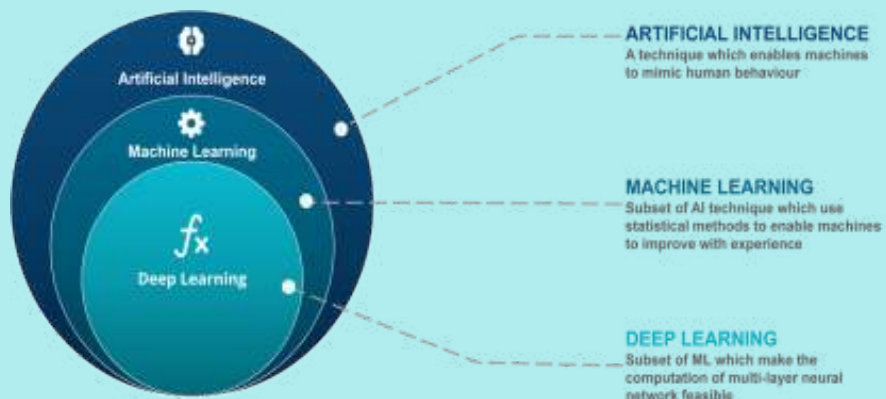 Artificial Intelligence
Machine Learning
fx
Deep Learning
ARTIFICIAL INTELLIGENCE
A technique which enables machines
to mimic human behaviour
MACHINE LEARNING
Subset of AI technique which use
statistical methods to enable machines
to improve with experience
DEEP LEARNING
Subset of ML which make the
computation of multi-layer neural
network feasible